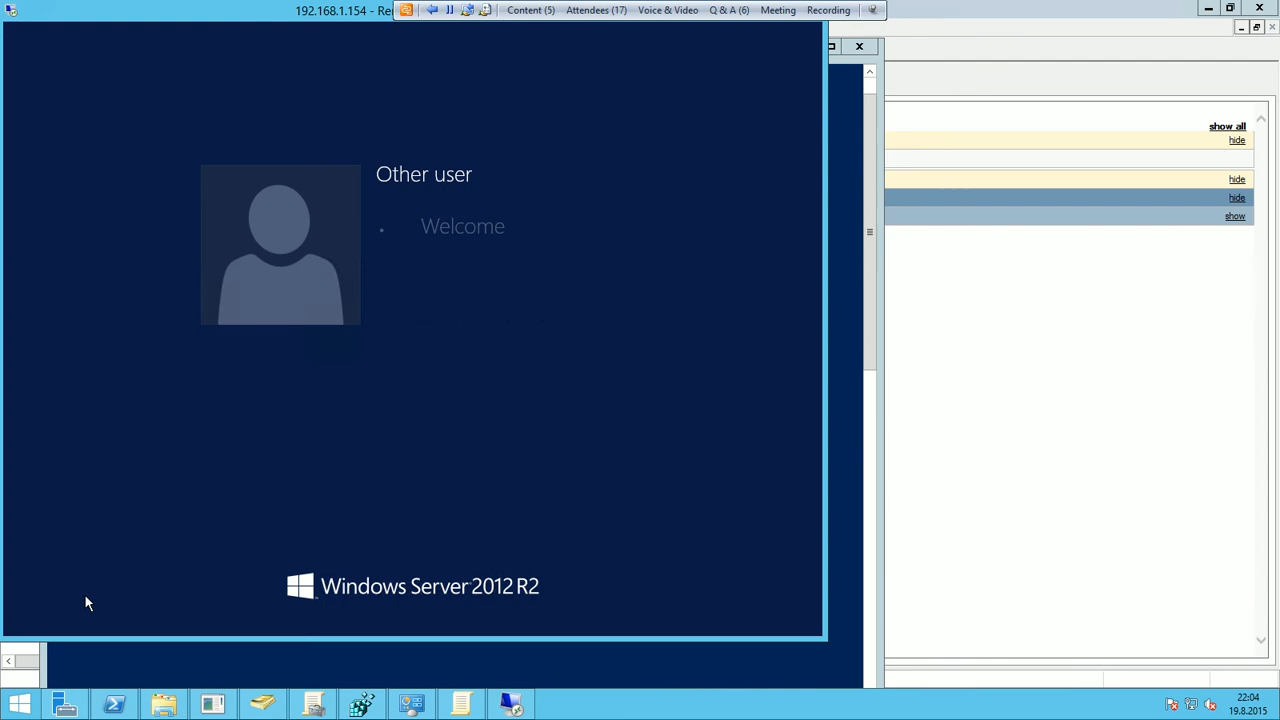 192.168.1.154 - Re
Content (5)
Attendees (17)
Voice & Video
Q & A (6)
Meeting
Recording
show all
hide
hide
hide
show
Other user
Welcome
Windows Server 2012 R2
22:04
19.8.2015